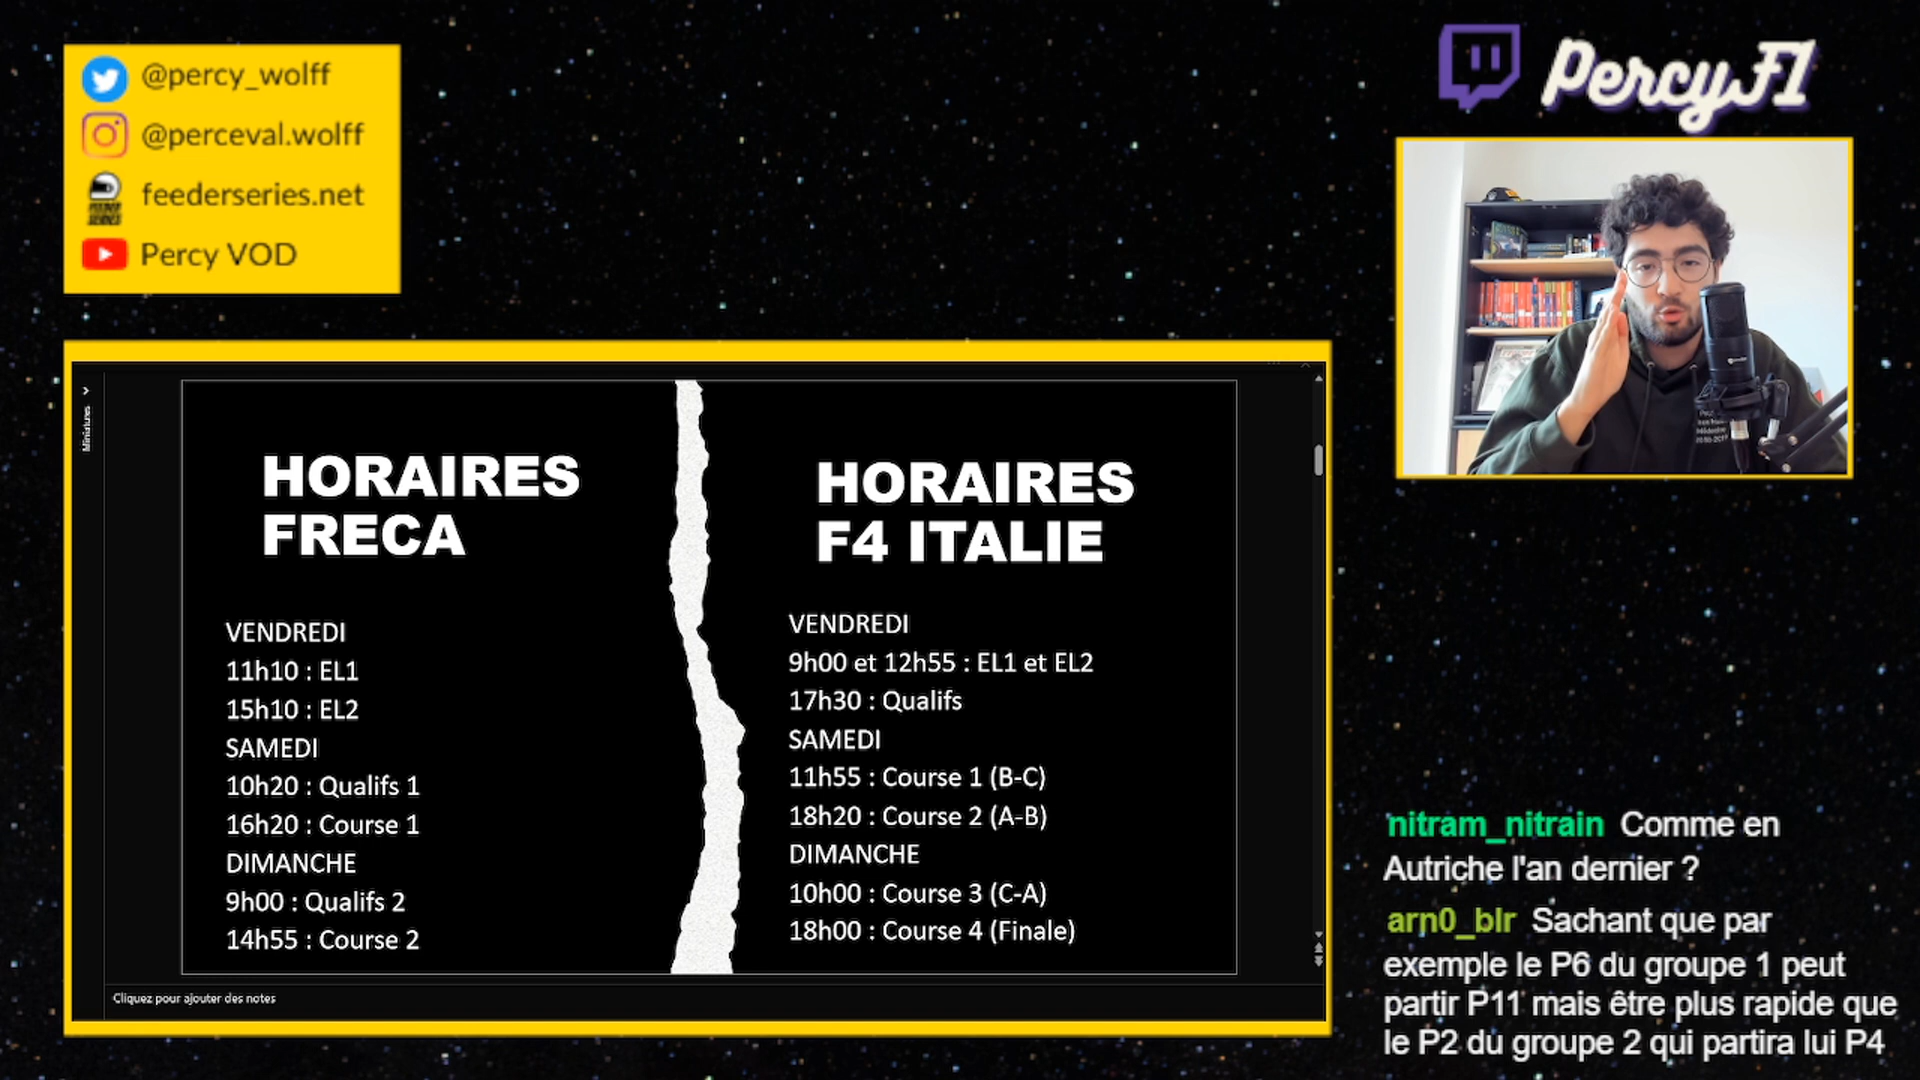 @percy_wolff
@perceval.wolff
feederseries.net
Percy VOD
PercyF1
Miniatures
HORAIRES
FRECA
VENDREDI
11h10 : EL1
15h10 : EL2
SAMEDI
10h20 : Qualifs 1
16h20 : Course 1
DIMANCHE
9h00 : Qualifs 2
14h55 : Course 2
HORAIRES
F4 ITALIE
VENDREDI
9h00 et 12h55 : EL1 et EL2
17h30 : Qualifs
SAMEDI
11h55 : Course 1 (B-C)
18h20 : Course 2 (A-B)
DIMANCHE
10h00 : Course 3 (C-A)
18h00 : Course 4 (Finale)
Cliquez pour ajouter des notes
nitram_nitrain Comme en
Autriche l'an dernier ?
arn0_blr Sachant que par
exemple le P6 du groupe 1 peut
partir P11 mais être plus rapide que
le P2 du groupe 2 qui partira lui P4